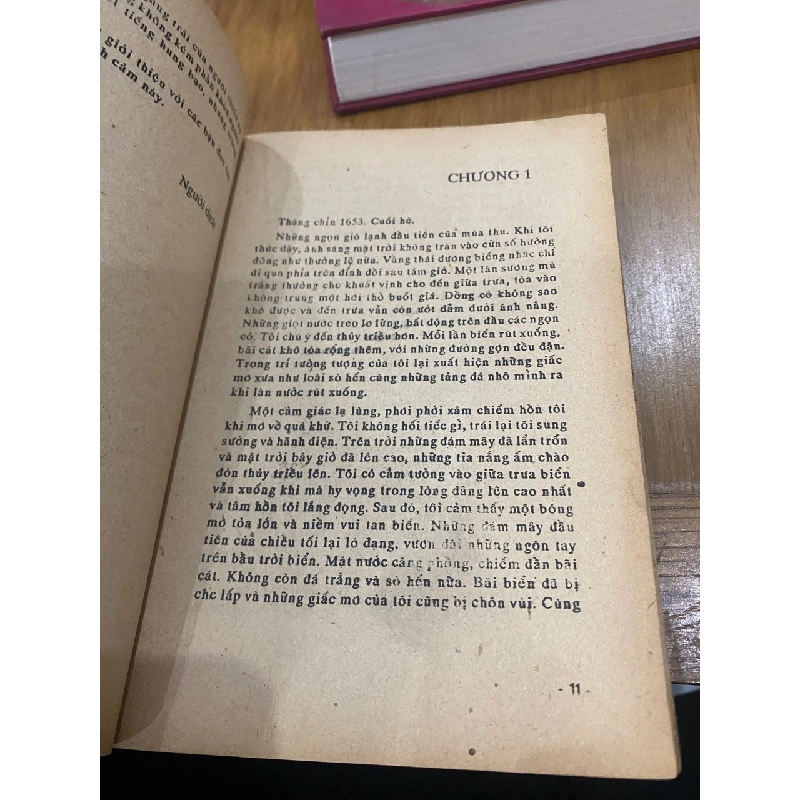 trái của người
không kém phần
tiếng hung bạo, nhưng
giới thiệu với các bạn đọc
cảm này.
Người dịch
CHƯƠNG 1
Tháng chín 1653. Cuối hè.
Những ngọn gió lạnh đầu tiên của mùa thu. Khi tôi
thức dậy, ánh sáng mặt trời không tràn vào cửa sổ hướng
đông như thường lệ nữa. Vầng thái dương biếng nhác chỉ
đi qua phía trên đỉnh đồi sau tám giờ. Một làn sương mù
trắng thường che khuất vịnh cho đến giữa trưa, tỏa vào
không trung một hơi thở buốt giá. Đồng cỏ không sao
khô được và đến trưa vẫn còn ướt đẫm dưới ánh nắng.
Những giọt nước treo lơ lửng, bất động trên đầu các ngọn
cỏ. Tôi chú ý đến thủy triều hơn. Mỗi lần biển rút xuống,
bãi cát khô tỏa rộng thêm, với những đường gợn đều đặn.
Trong trí tưởng tượng của tôi lại xuất hiện những giấc
mơ xưa như loài sò hến cùng những tảng đá nhô mình ra
khi làn nước rút xuống.
Một cảm giác lạ lùng, phơi phới xâm chiếm hồn tôi
khi mơ về quá khứ. Tôi không hối tiếc gì, trái lại tôi sung
sướng và hãnh diện. Trên trời những đám mây đã lẩn trốn
và mặt trời bây giờ đã lên cao, những tia nắng ấm chào
đón thủy triều lên. Tôi có cảm tưởng vào giữa trưa biển
vẫn xuống khi mà hy vọng trong lòng dâng lên cao nhất
và tâm hồn tôi lắng đọng. Sau đó, tôi cảm thấy một bóng
mờ tỏa lớn và niềm vui tan biến. Những đám mây đầu
tiên của chiều tối lại ló dạng, vươn dài những ngón tay
trên bầu trời biển. Mặt nước căng phồng, chiếm dần bãi
cát. Không còn đá trắng và sò hến nữa. Bãi biển đã bị
che lấp và những giấc mơ của tôi cũng bị chôn vùi. Cùng
- 11 -